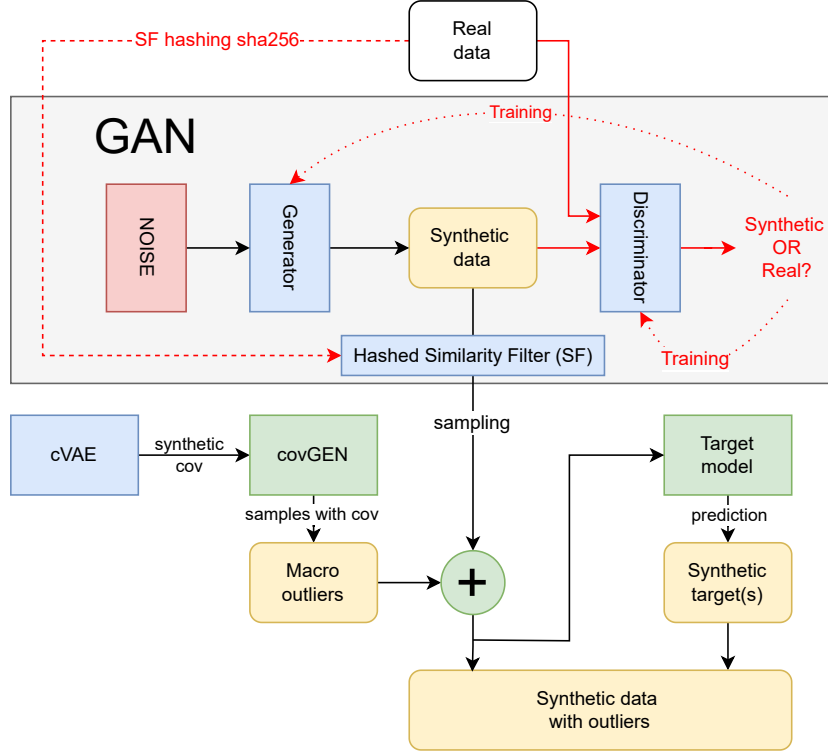 Real
data
SF hashing sha256
GAN
Training
NOISE
Generator
Synthetic
data
Discriminator
Synthetic
OR
Real?
Hashed Similarity Filter (SF)
Training
sampling
cVAE
synthetic
cov
covGEN
Target
model
samples with cov
prediction
Macro
outliers
+
Synthetic
target(s)
Synthetic data
with outliers